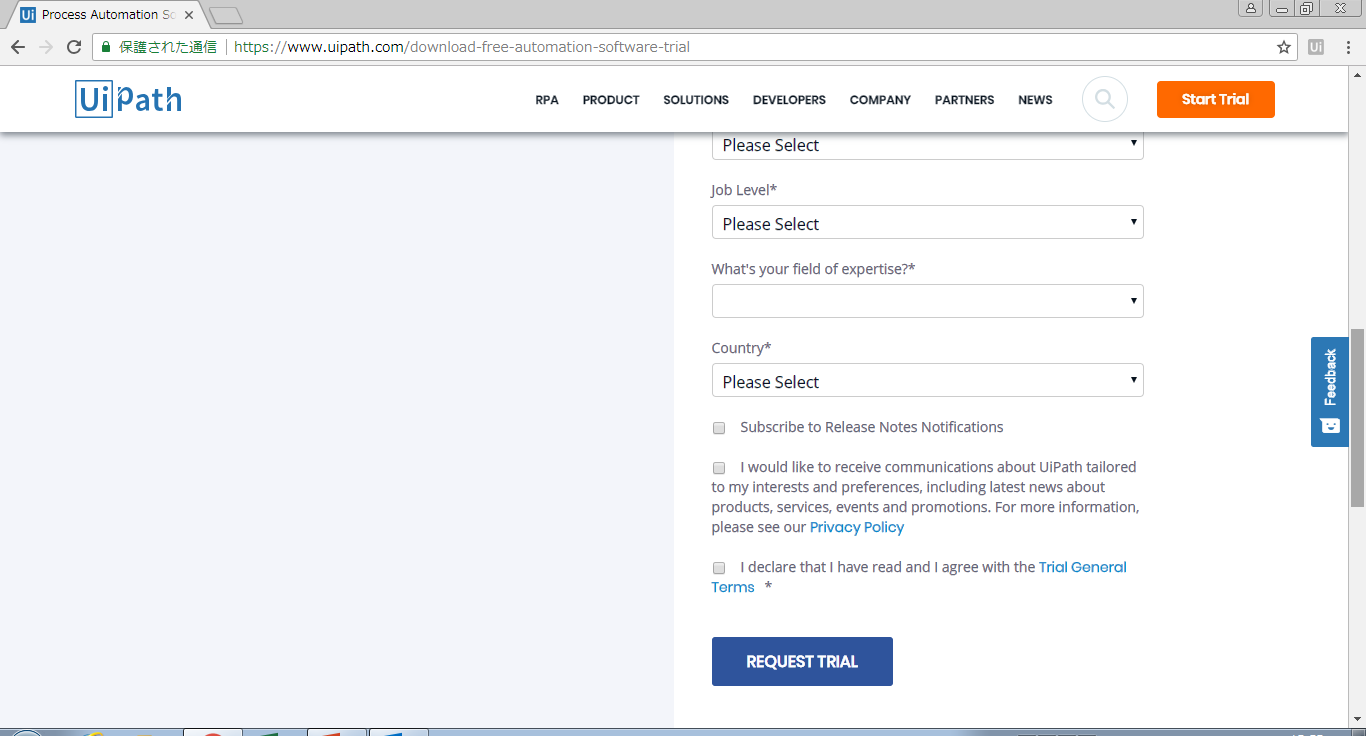 Process Automation So
保護された通信 https://www.uipath.com/download-free-automation-software-trial
UiPath RPA PRODUCT SOLUTIONS DEVELOPERS COMPANY PARTNERS NEWS Start Trial
Please Select
Job Level*
Please Select
What's your field of expertise?*
Country*
Please Select
Feedback
Subscribe to Release Notes Notifications
I would like to receive communications about UiPath tailored
to my interests and preferences, including latest news about
products, services, events and promotions. For more information,
please see our Privacy Policy
I declare that I have read and I agree with the Trial General
Terms *
REQUEST TRIAL